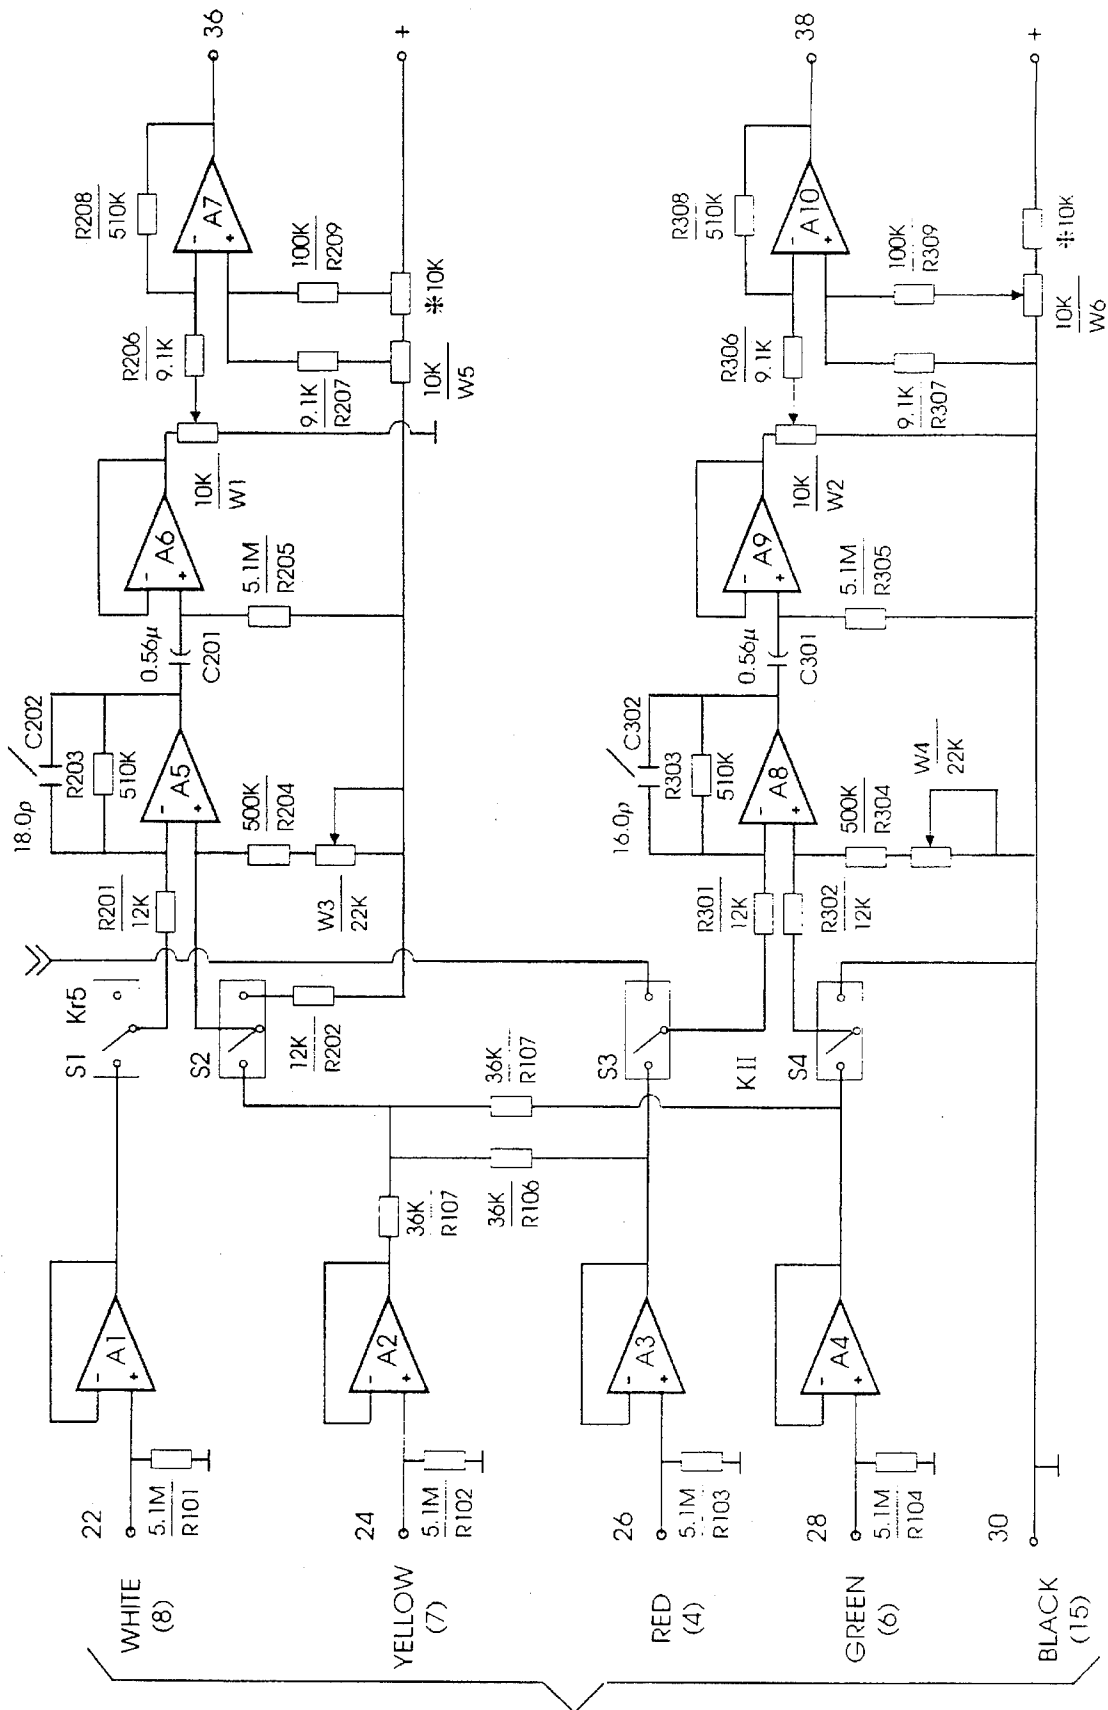 WHITE
(8)
22
5.1M
R101
-
+
A1
S1
Kr5
R201
12K
18.0p
C202
R203
510K
-
+
A5
500K
R204
W3
22K
0.56μ
C201
-
+
A6
5.1M
R205
10K
W1
R206
9.1K
9.1K
R207
R208
510K
-
+
A7
100K
R209
10K
W5
*10K
36
+
YELLOW
(7)
24
5.1M
R102
-
+
A2
36K
R107
S2
12K
R202
36K
R106
36K
R107
RED
(4)
26
5.1M
R103
-
+
A3
S3
KII
R301
12K
R302
12K
16.0p
C302
R303
510K
-
+
A8
500K
R304
W4
22K
0.56μ
C301
-
+
A9
5.1M
R305
10K
W2
R306
9.1K
9.1K
R307
R308
510K
-
+
A10
100K
R309
10K
W6
*10K
38
+
GREEN
(6)
28
5.1M
R104
-
+
A4
S4
BLACK
(15)
30